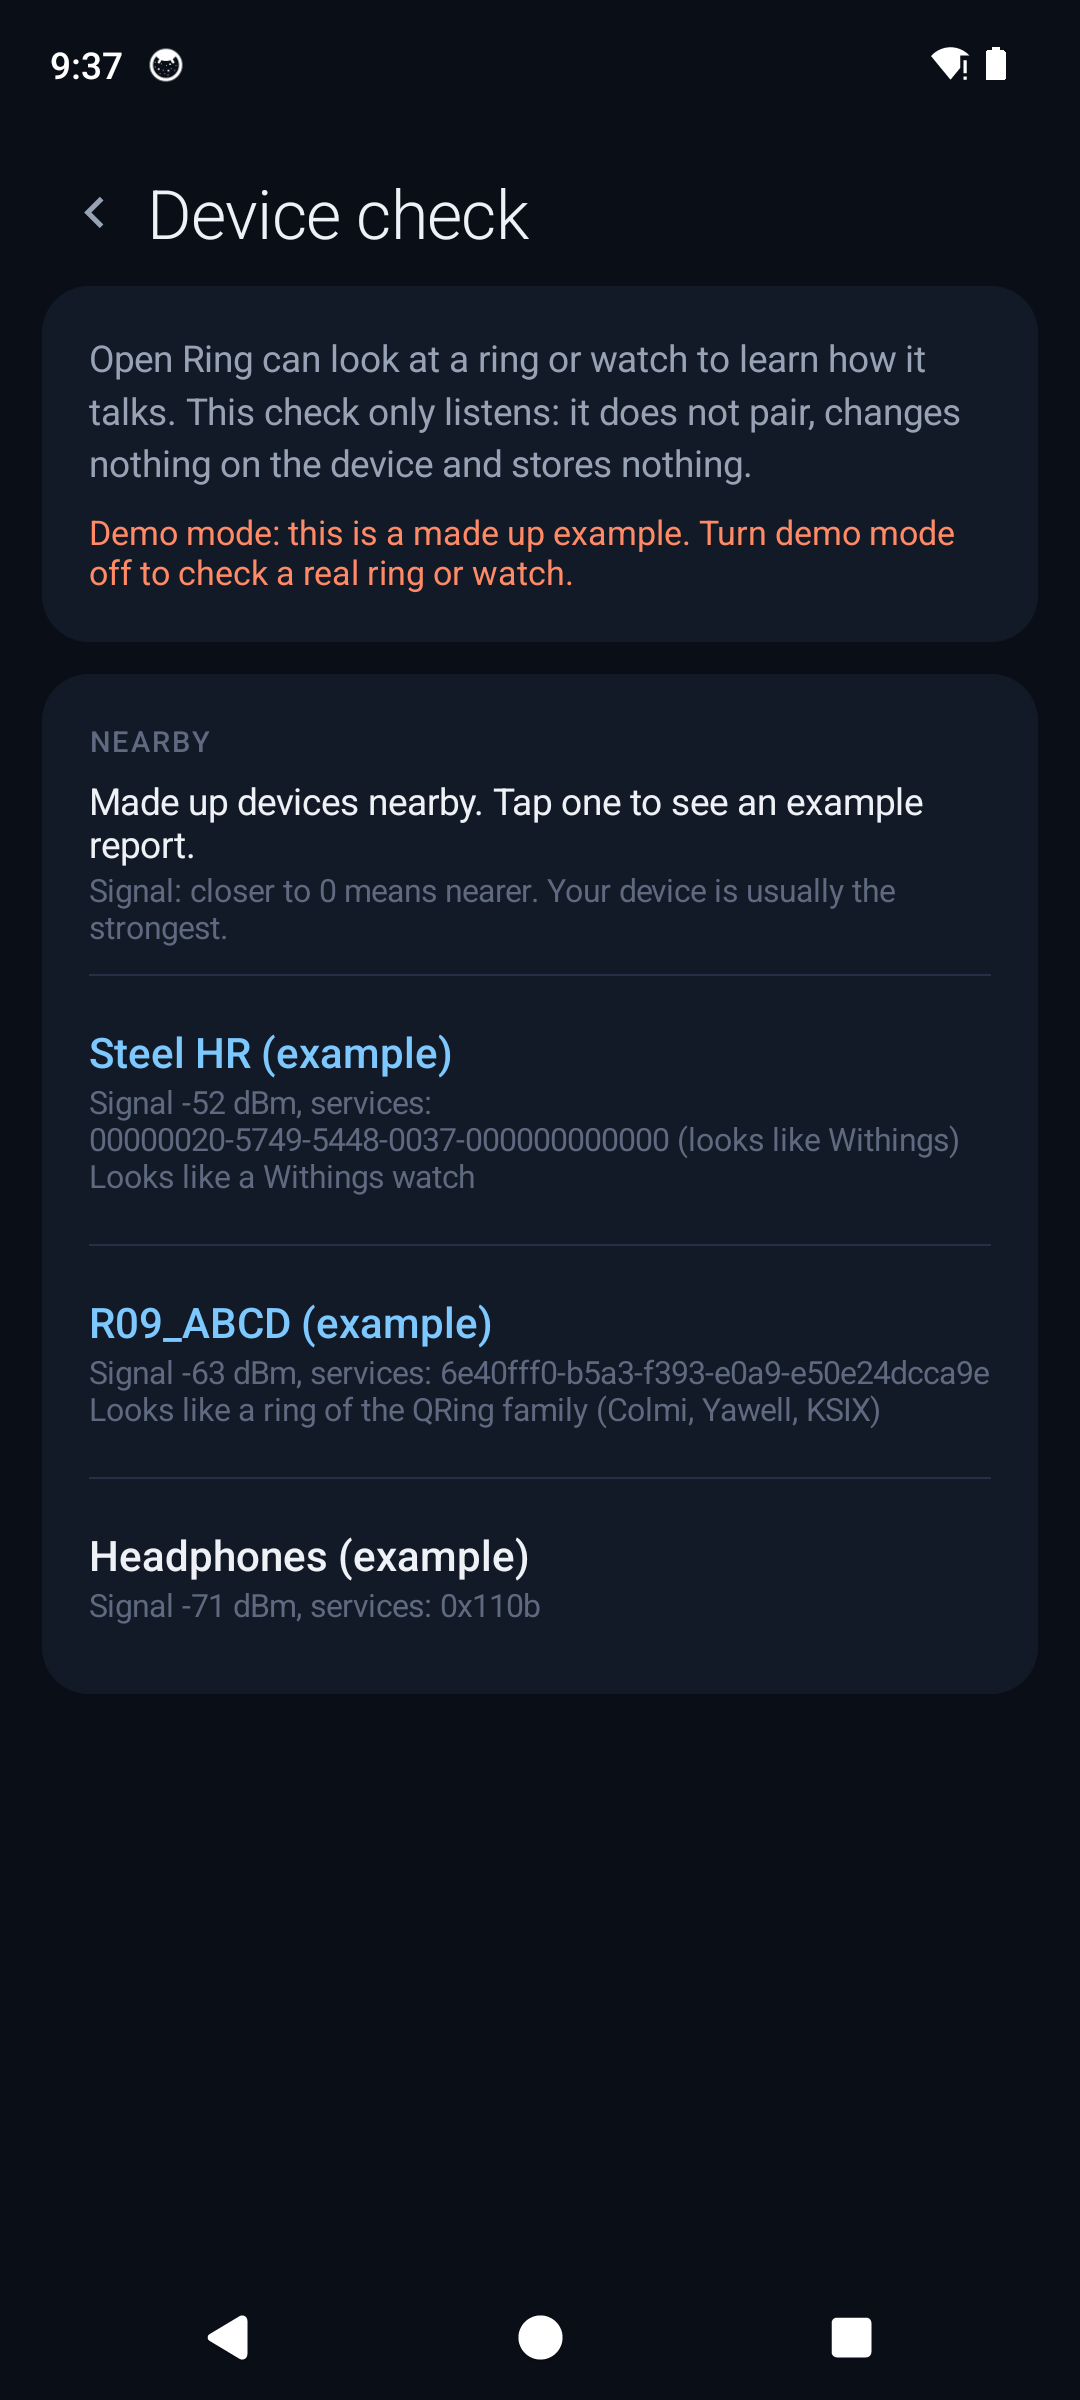 9:37
Device check
Open Ring can look at a ring or watch to learn how it
talks. This check only listens: it does not pair, changes
nothing on the device and stores nothing.
Demo mode: this is a made up example. Turn demo mode
off to check a real ring or watch.
NEARBY
Made up devices nearby. Tap one to see an example
report.
Signal: closer to 0 means nearer. Your device is usually the
strongest.
Steel HR (example)
Signal -52 dBm, services:
00000020-5749-5448-0037-000000000000 (looks like Withings)
Looks like a Withings watch
R09_ABCD (example)
Signal -63 dBm, services: 6e40fff0-b5a3-f393-e0a9-e50e24dcca9e
Looks like a ring of the QRing family (Colmi, Yawell, KSIX)
Headphones (example)
Signal -71 dBm, services: 0x110b